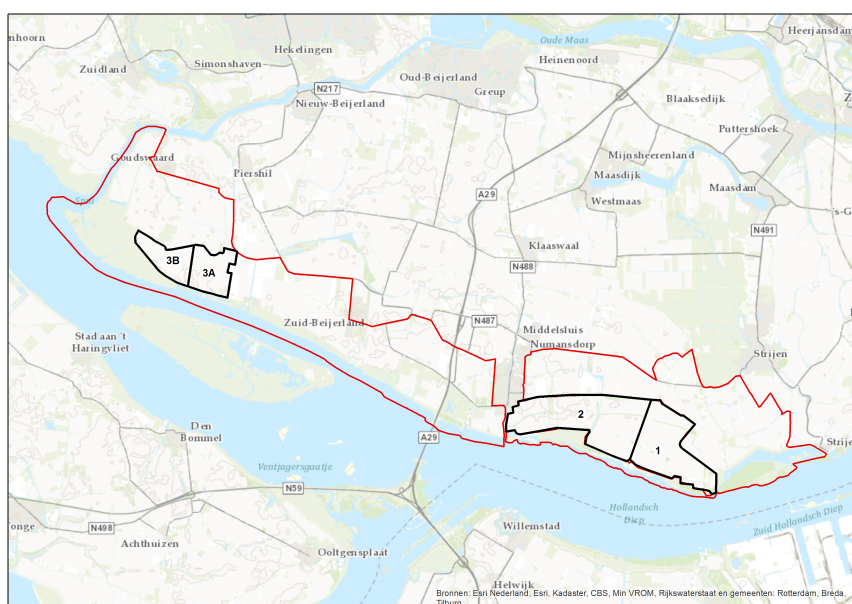 Heerjansdam
Oude Maas
nhoorn
Hekelingen
Simonshaven
Heinenoord
Zuidland
Oud-Beijerland
N217
Greup
Blaaksedijk
Z
Nieuw-Beijerland
Puttershoek
Goudswaard
Mijnsheerenland
Piershil
Maasdijk
Maasdam
A29
Spui
Westmaas
's-G
N491
Klaaswaal
3B
3A
N488
Zuid-Beijerland
N487
Middelsluis
Numansdorp
Stad aan 't
Haringvliet
Strijen
2
Den
Bommel
A29
Strije
1
Ventjagersgaatje
N59
Hollandsch
Diep
Zuid Hollandsch Diep
onge
N498
Willemstad
Achthuizen
Ooltgensplaat
Helwijk
Bronnen: Esri Nederland, Esri, Kadaster, CBS, Min VROM, Rijkswaterstaat en gemeenten: Rotterdam, Breda,
Tilburg